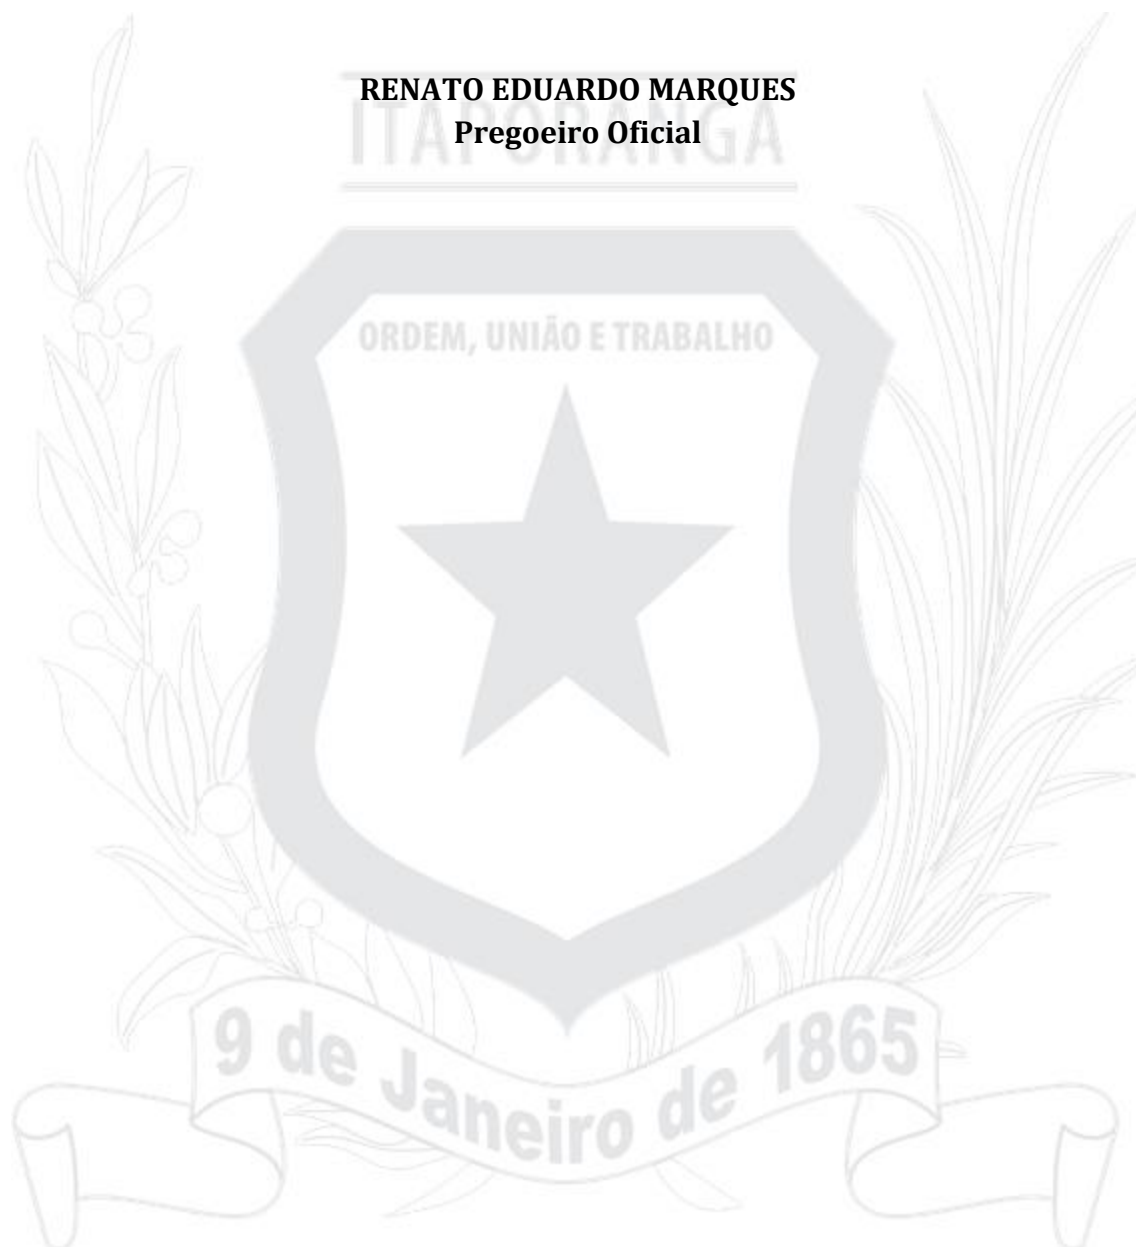 RENATO EDUARDO MARQUES
Pregoeiro Oficial
ITAPORANGA
ORDEM, UNIÃO E TRABALHO
9 de Janeiro de 1865